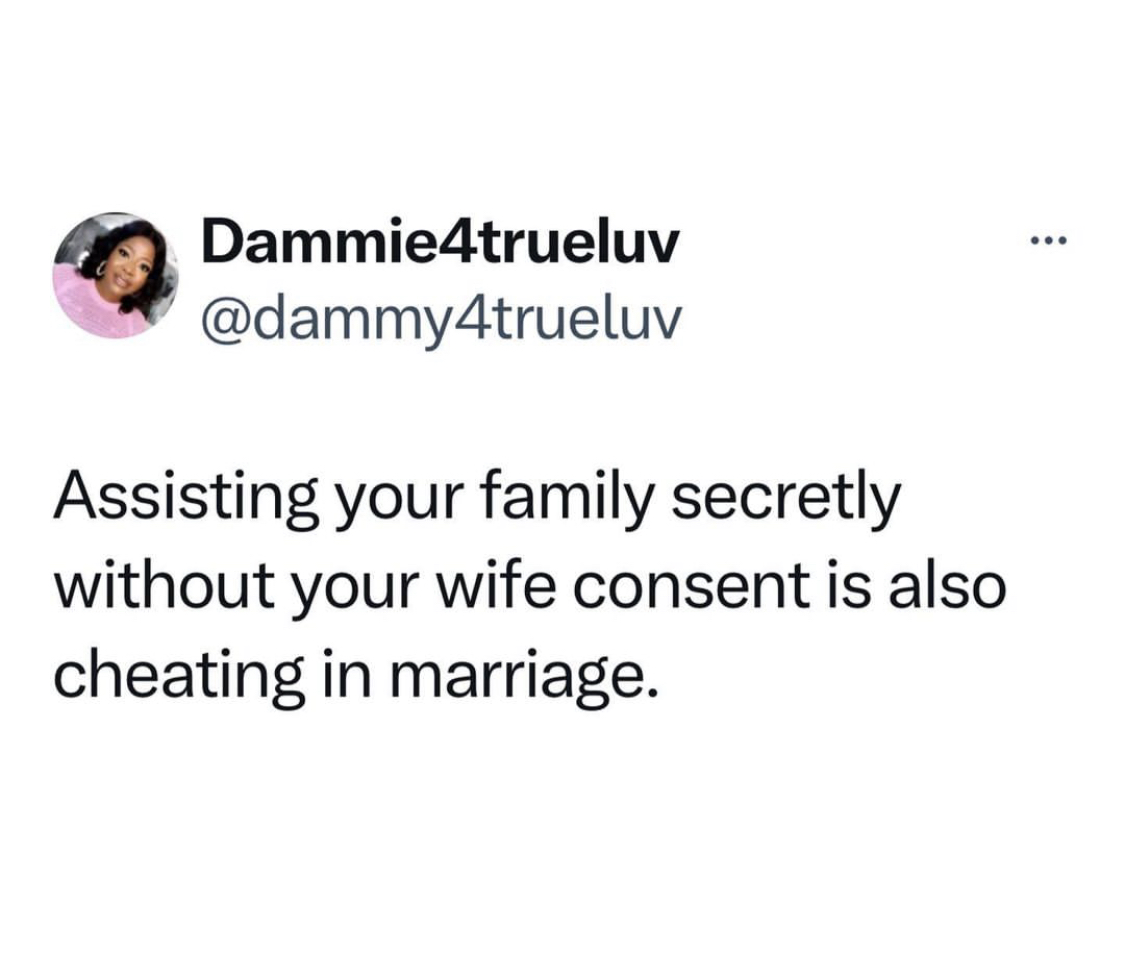 Dammie4trueluv
@dammy4trueluv
Assisting your family secretly
without your wife consent is also
cheating in marriage.